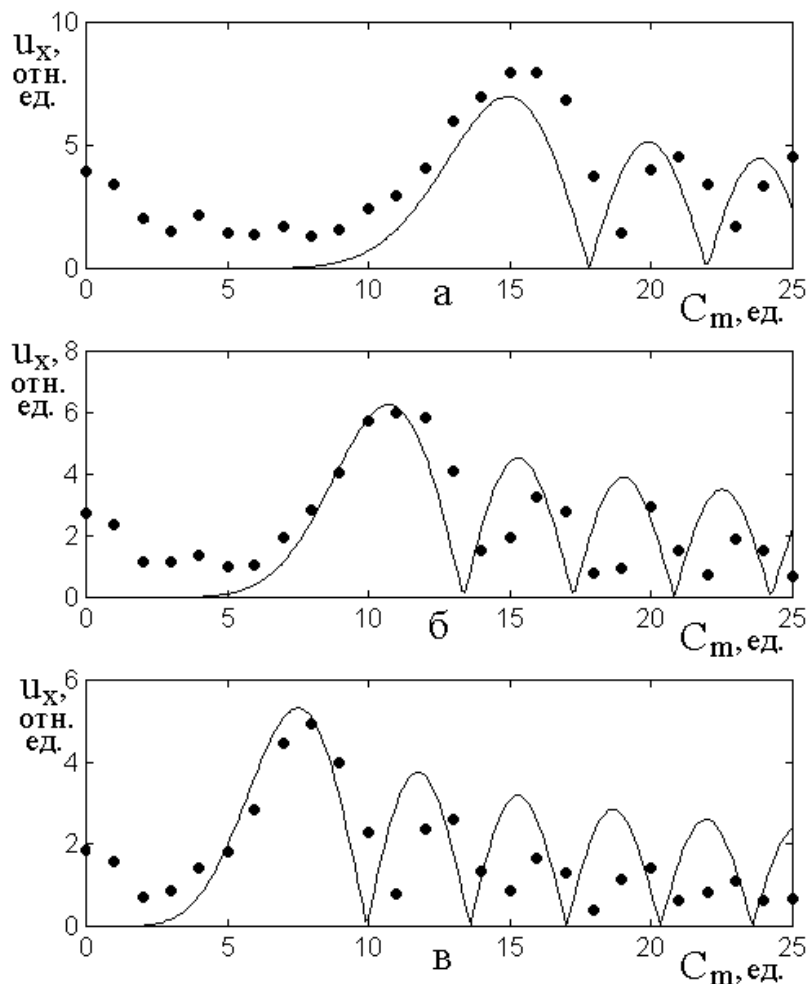 10
u_x,
отн.
ед.
5
0
0 5 10 15 20 25
а
C_m, ед.
8
u_x,
отн.
ед.
6
4
2
0
0 5 10 15 20 25
б
C_m, ед.
6
u_x,
отн.
ед.
4
2
0
0 5 10 15 20 25
в
C_m, ед.